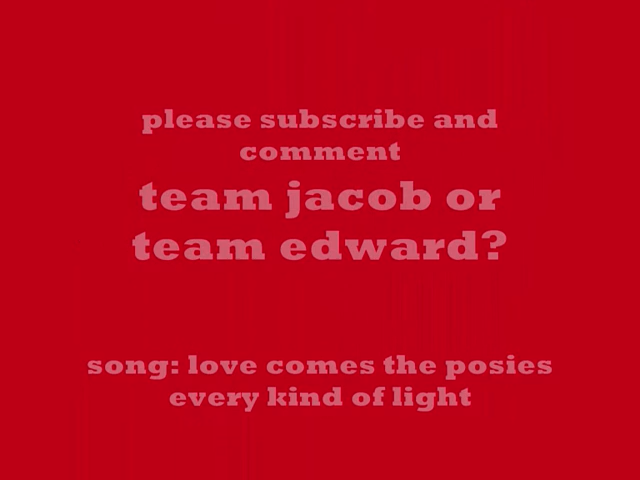 please subscribe and
comment
team jacob or
team edward?
song: love comes the posies
every kind of light